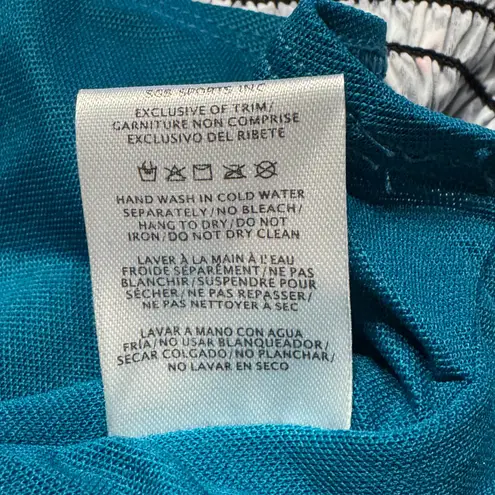 SGS SPORTS INC
EXCLUSIVE OF TRIM/
GARNITURE NON COMPRISE
EXCLUSIVO DEL RIBETE
HAND WASH IN COLD WATER
SEPARATELY/NO BLEACH/
HANG TO DRY/DO NOT
IRON/DO NOT DRY CLEAN
LAVER À LA MAIN À L'EAU
FROIDE SÉPARÉMENT/NE PAS
BLANCHIR/SUSPENDRE POUR
SÉCHER/NE PAS REPASSER/
NE PAS NETTOYER À SEC
LAVAR A MANO CON AGUA
FRÍA/NO USAR BLANQUEADOR/
SECAR COLGADO/NO PLANCHAR/
NO LAVAR EN SECO